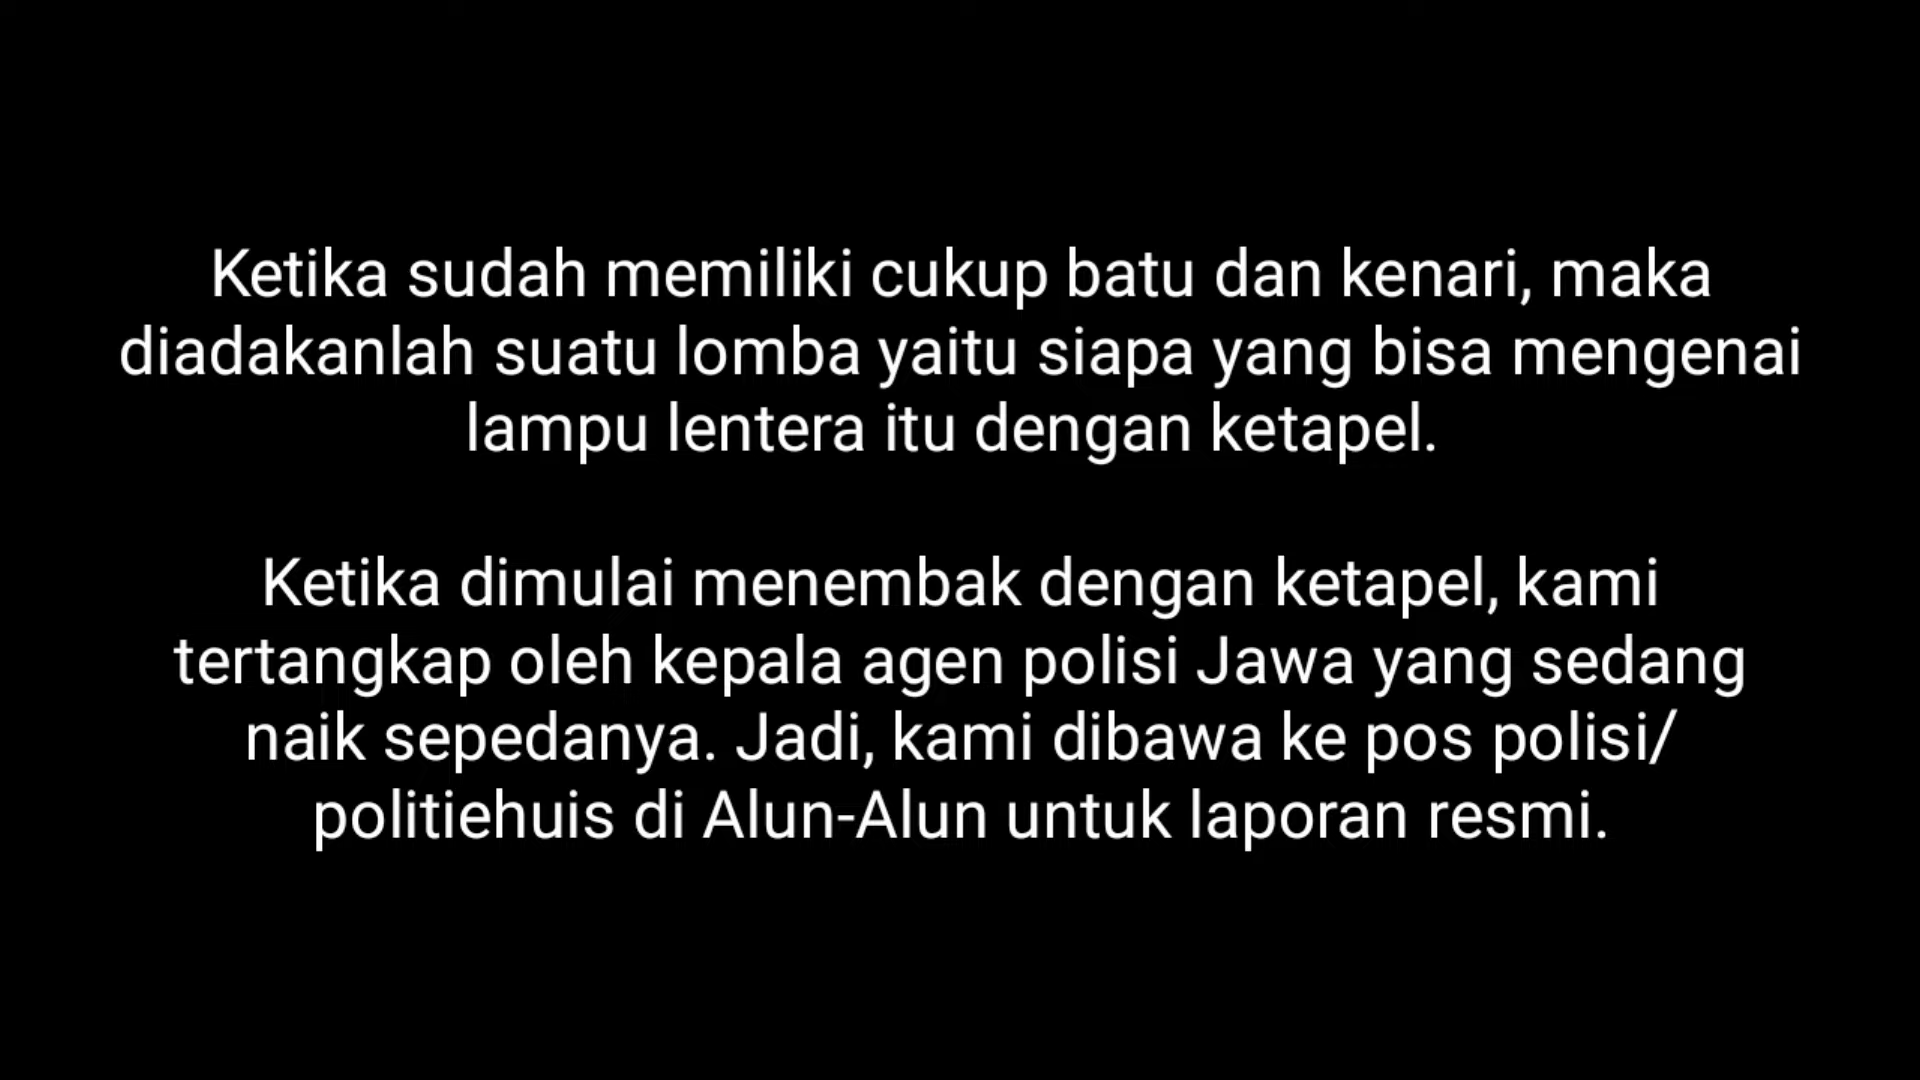 Ketika sudah memiliki cukup batu dan kenari, maka
diadakanlah suatu lomba yaitu siapa yang bisa mengenai
lampu lentera itu dengan ketapel.
Ketika dimulai menembak dengan ketapel, kami
tertangkap oleh kepala agen polisi Jawa yang sedang
naik sepedanya. Jadi, kami dibawa ke pos polisi/
politiehuis di Alun-Alun untuk laporan resmi.